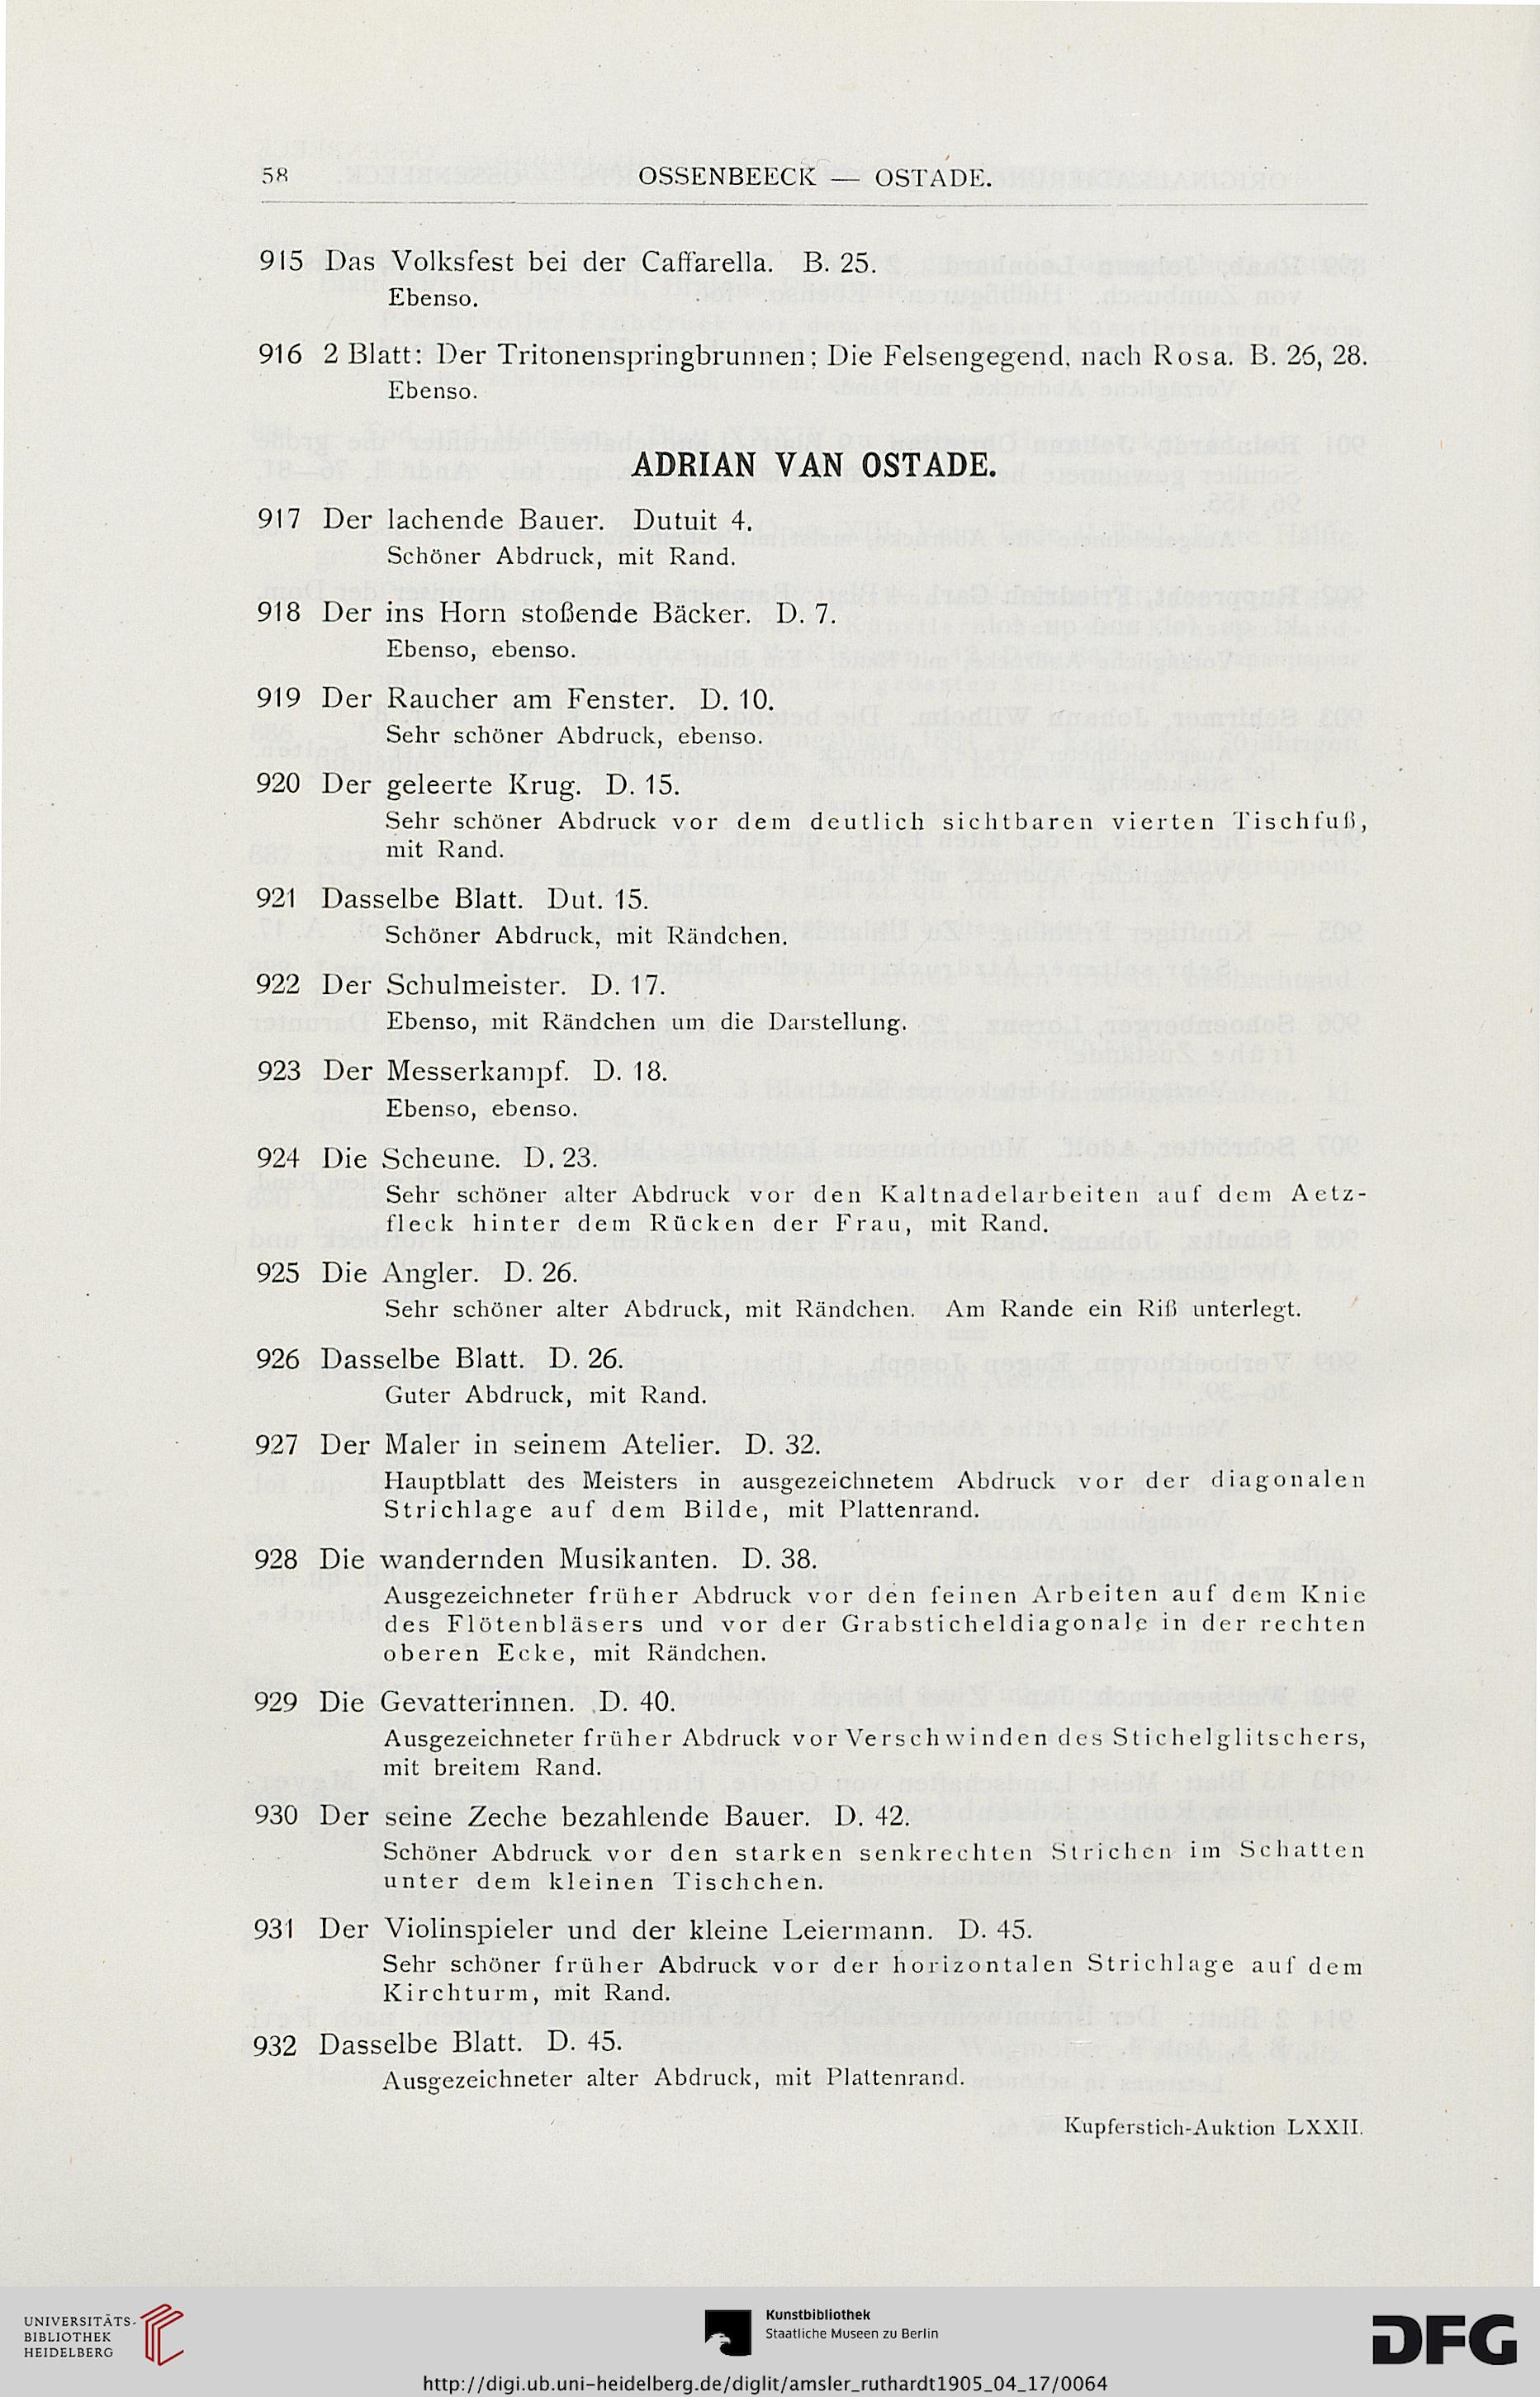 58 OSSENBEECK — OSTADE.
915 Das Volksfest bei der Caffarella. B. 25.
Ebenso.
916 2 Blatt: Der Tritonenspringbrunnen; Die Felsengegend, nach Rosa. B. 26, 28.
Ebenso.
ADRIAN VAN OSTADE.
917 Der lachende Bauer. Dutuit 4.
Schöner Abdruck, mit Rand.
918 Der ins Horn stoßende Bäcker. D. 7.
Ebenso, ebenso.
919 Der Raucher am Fenster. D. 10.
Sehr schöner Abdruck, ebenso.
920 Der geleerte Krug. D. 15.
Sehr schöner Abdruck vor dem deutlich sichtbaren vierten Tischfuß,
mit Rand.
921 Dasselbe Blatt. Dut. 15.
Schöner Abdruck, mit Rändchen.
922 Der Schulmeister. D. 17.
Ebenso, mit Rändchen um die Darstellung.
923 Der Messerkampf. D. 18.
Ebenso, ebenso.
924 Die Scheune. D. 23.
Sehr schöner alter Abdruck vor den Kaltnadelarbeiten auf dem Aetz-
fleck hinter dem Rücken der Frau, mit Rand.
925 Die Angler. D. 26.
Sehr schöner alter Abdruck, mit Rändchen. Am Rande ein Riß unterlegt.
926 Dasselbe Blatt. D. 26.
Guter Abdruck, mit Rand.
927 Der Maler in seinem Atelier. D. 32.
Hauptblatt des Meisters in ausgezeichnetem Abdruck vor der diagonalen
Strichlage auf dem Bilde, mit Plattenrand.
928 Die wandernden Musikanten. D. 38.
Ausgezeichneter früher Abdruck vor den feinen Arbeiten auf dem Knie
des Flötenbläsers und vor der Grabsticheldiagonale in der rechten
oberen Ecke, mit Rändchen.
929 Die Gevatterinnen. D. 40.
Ausgezeichneter früher Abdruck vor Verschwinden des Stichelglitschers,
mit breitem Rand.
930 Der seine Zeche bezahlende Bauer. D. 42.
Schöner Abdruck vor den starken senkrechten Strichen im Schatten
unter dem kleinen Tischchen.
931 Der Violinspieler und der kleine Leiermann. D. 45.
Sehr schöner früher Abdruck vor der horizontalen Strichlage auf dem
Kirchturm, mit Rand.
932 Dasselbe Blatt. D. 45.
Ausgezeichneter alter Abdruck, mit Plattenrand.
Kupferstich-Auktion LXXII.
UNIVERSITÄTS-
BIBLIOTHEK
HEIDELBERG
Kunstbibliothek
Staatliche Museen zu Berlin
DFG
http://digi.ub.uni-heidelberg.de/diglit/amsler_ruthardt1905_04_17/0064